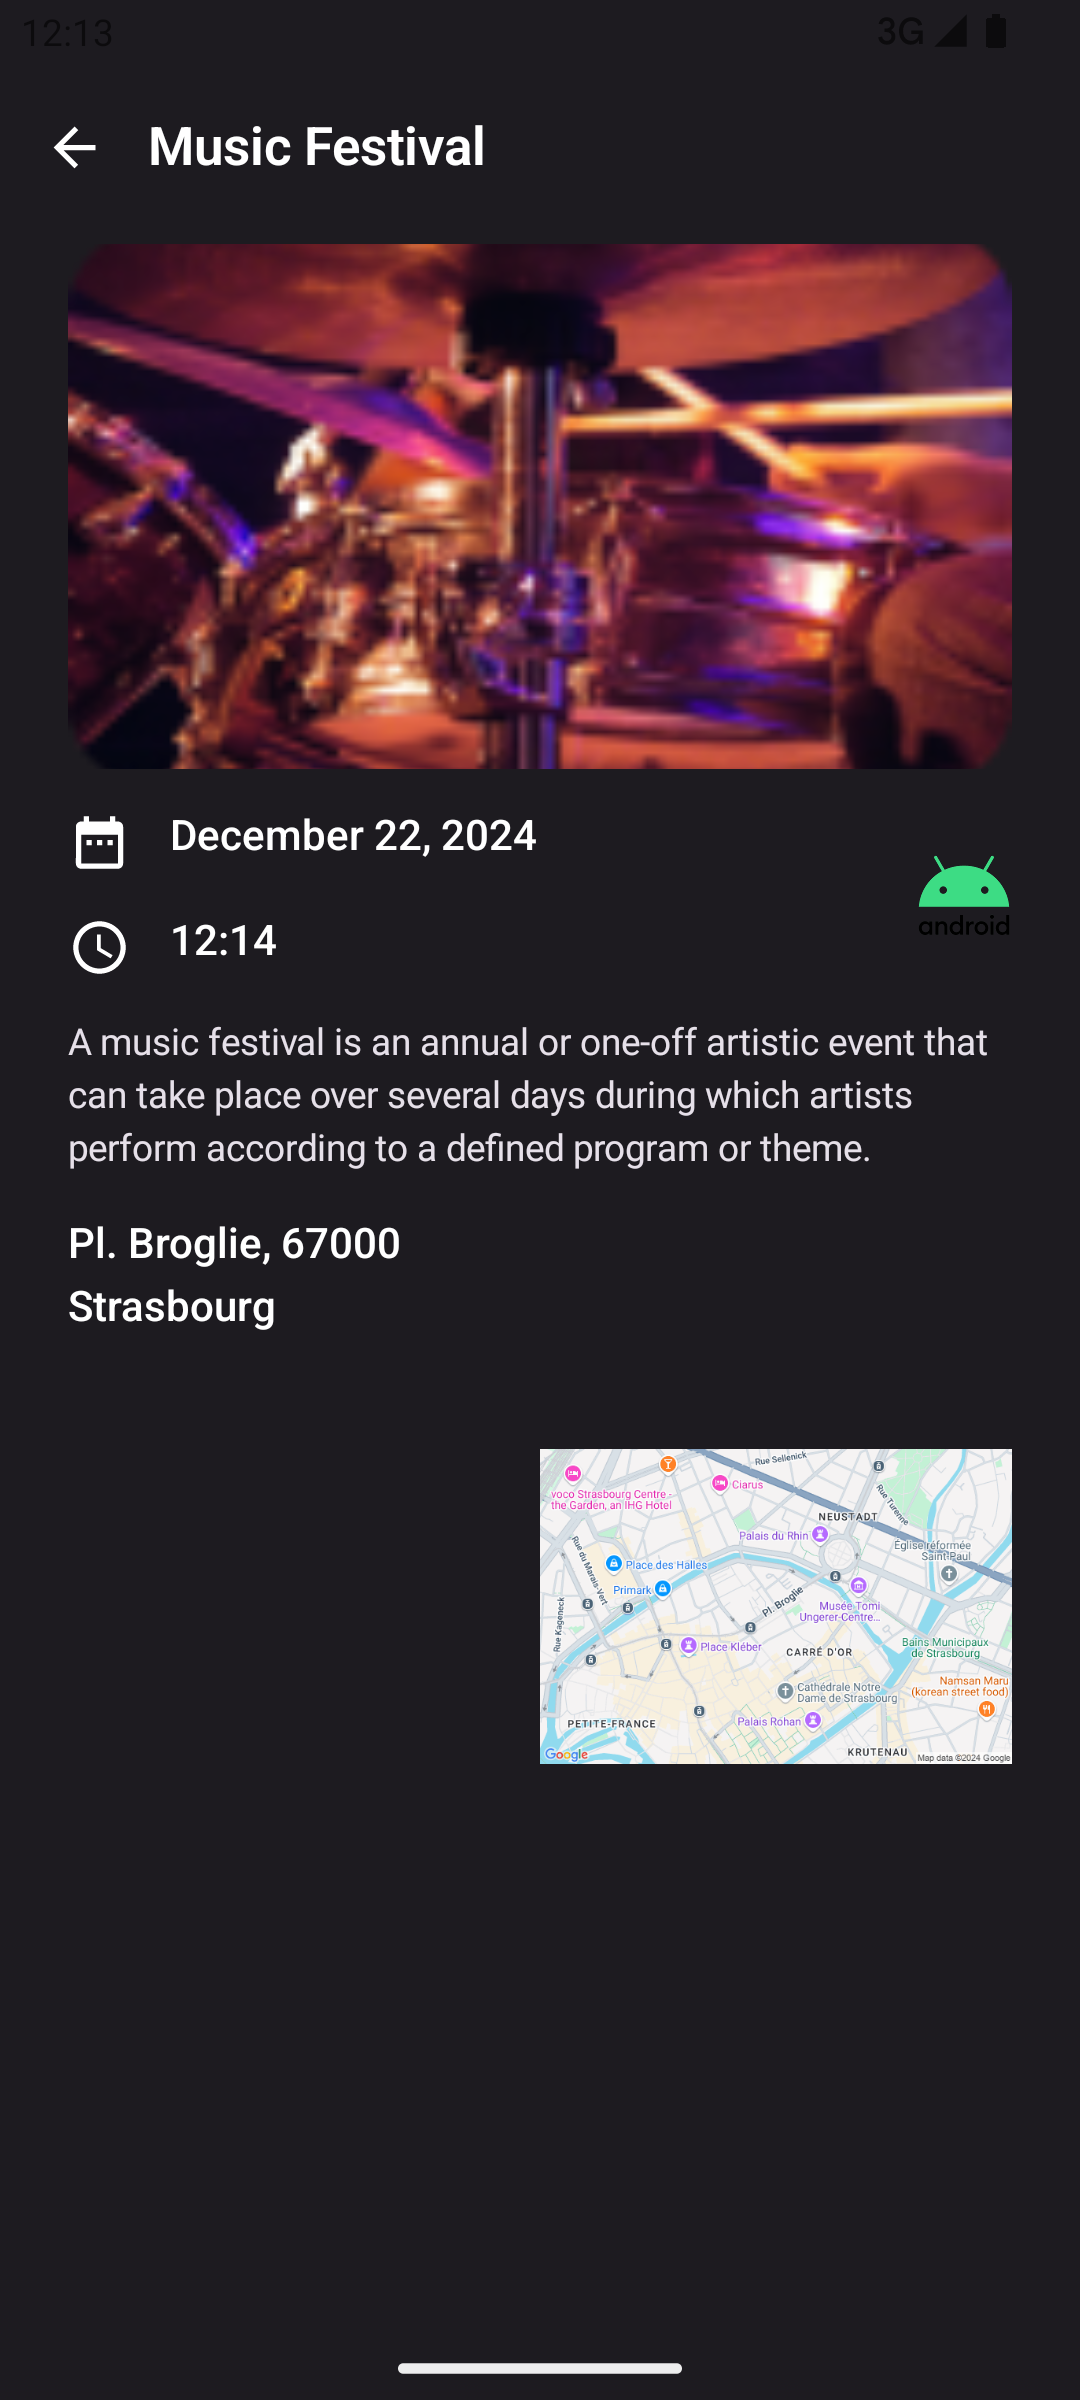 12:13
3G
Music Festival
December 22, 2024
12:14
android
A music festival is an annual or one-off artistic event that
can take place over several days during which artists
perform according to a defined program or theme.
Pl. Broglie, 67000
Strasbourg
Rue Sellenick
voco Strasbourg Centre -
the Garden, an IHG Hotel
Ciarus
Rue Turenne
NEUSTADT
Palais du Rhin
Église réformée
Saint-Paul
Rue du Marais-Vert
Place des Halles
Primark
Pl. Broglie
Musée Tomi
Ungerer-Centre...
Rue Kageneck
Place Kléber
CARRÉ D'OR
Bains Municipaux
de Strasbourg
Cathédrale Notre
Dame de Strasbourg
Namsan Maru
(korean street food)
PETITE-FRANCE
Palais Rohan
KRUTENAU
Google
Map data ©2024 Google